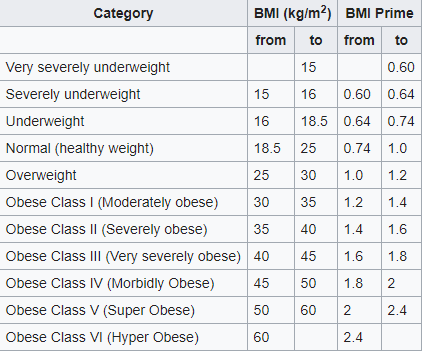 Category BMI (kg/m²) BMI Prime
from to from to
Very severely underweight 15 0.60
Severely underweight 15 16 0.60 0.64
Underweight 16 18.5 0.64 0.74
Normal (healthy weight) 18.5 25 0.74 1.0
Overweight 25 30 1.0 1.2
Obese Class I (Moderately obese) 30 35 1.2 1.4
Obese Class II (Severely obese) 35 40 1.4 1.6
Obese Class III (Very severely obese) 40 45 1.6 1.8
Obese Class IV (Morbidly Obese) 45 50 1.8 2
Obese Class V (Super Obese) 50 60 2 2.4
Obese Class VI (Hyper Obese) 60 2.4